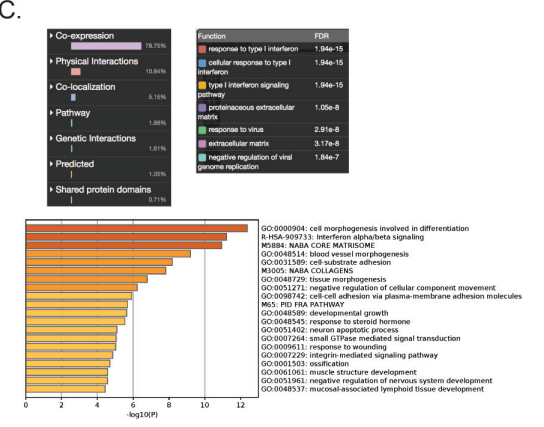 C.
Co-expression
78.75%
Physical Interactions
10.84%
Co-localization
5.15%
Pathway
1.88%
Genetic Interactions
1.61%
Predicted
1.05%
Shared protein domains
0.71%
Function FDR
response to type I interferon 1.94e-15
cellular response to type I 1.94e-15
interferon
type I interferon signaling 1.94e-15
pathway
proteinaceous extracellular 1.05e-8
matrix
response to virus 2.91e-8
extracellular matrix 3.17e-8
negative regulation of viral 1.84e-7
genome replication
GO:0000904: cell morphogenesis involved in differentiation
R-HSA-909733: Interferon alpha/beta signaling
M5884: NABA CORE MATRISOME
GO:0048514: blood vessel morphogenesis
GO:0031589: cell-substrate adhesion
M3005: NABA COLLAGENS
GO:0048729: tissue morphogenesis
GO:0051271: negative regulation of cellular component movement
GO:0098742: cell-cell adhesion via plasma-membrane adhesion molecules
M65: PID FRA PATHWAY
GO:0048589: developmental growth
GO:0048545: response to steroid hormone
GO:0051402: neuron apoptotic process
GO:0007264: small GTPase mediated signal transduction
GO:0009611: response to wounding
GO:0007229: integrin-mediated signaling pathway
GO:0001503: ossification
GO:0061061: muscle structure development
GO:0051961: negative regulation of nervous system development
GO:0048537: mucosal-associated lymphoid tissue development
0 2 4 6 8 10 12
-log10(P)